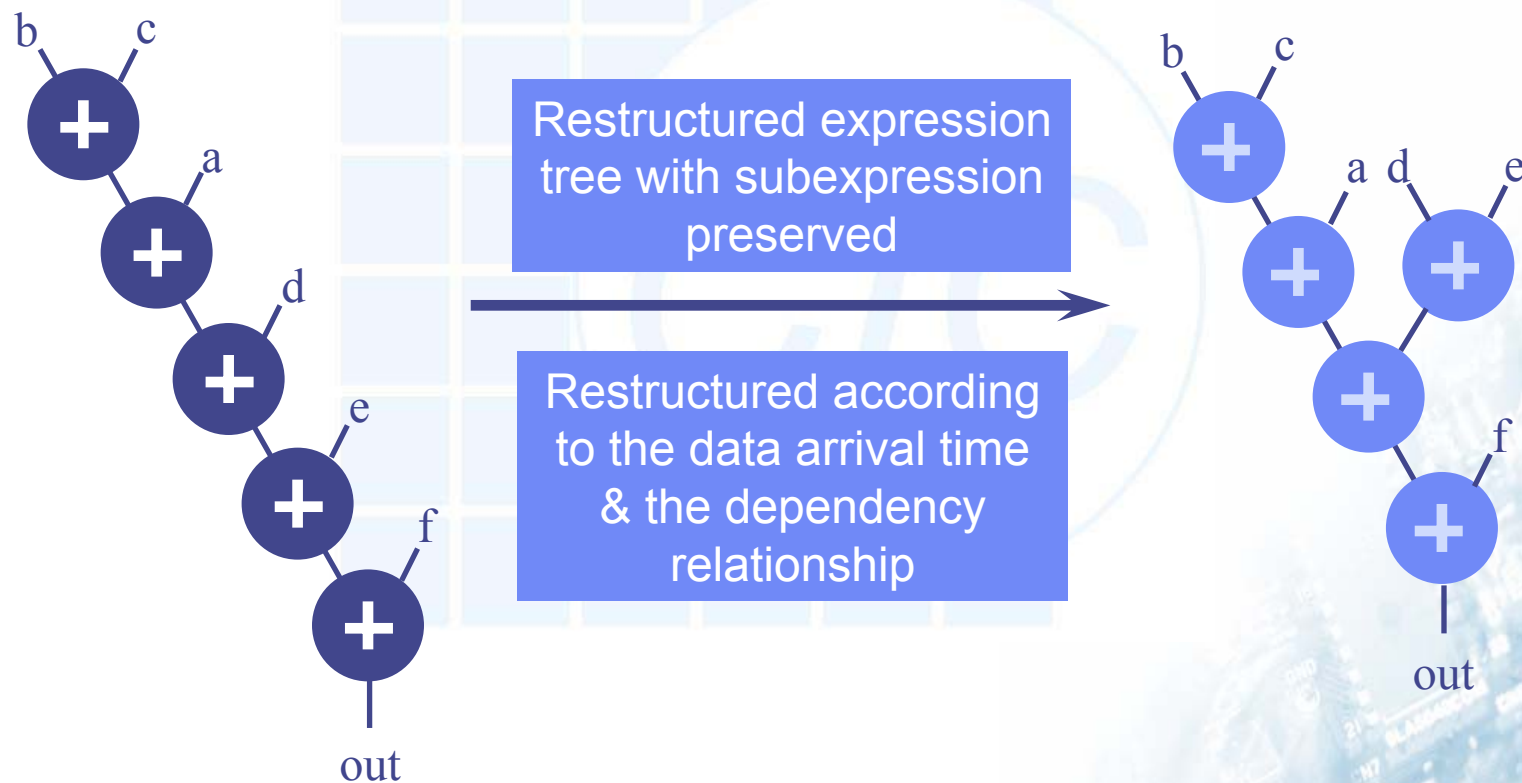 b c
+
a
+
d
+
e
+
f
+
out
Restructured expression
tree with subexpression
preserved
Restructured according
to the data arrival time
& the dependency
relationship
b c
+
a d e
+ +
+
f
+
out